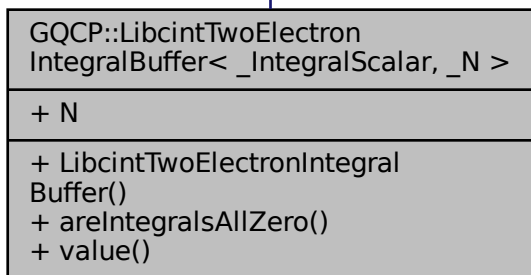 GQCP::LibcintTwoElectron
IntegralBuffer< _IntegralScalar, _N >
+ N
+ LibcintTwoElectronIntegral
Buffer()
+ areIntegralsAllZero()
+ value()